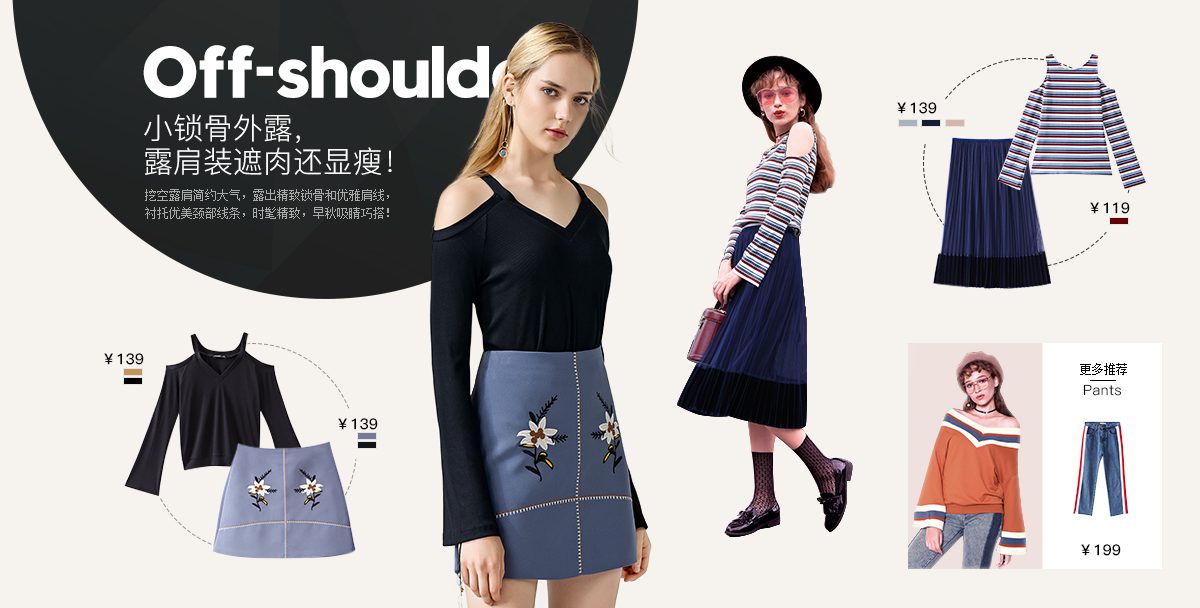 Off-should
小锁骨外露，
露肩装遮肉还显瘦！
挖空露肩简约大气，露出精致锁骨和优雅肩线，
衬托优美颈部线条，时髦精致，早秋吸睛巧搭！
¥139
¥139
¥139
¥119
更多推荐
Pants
¥199